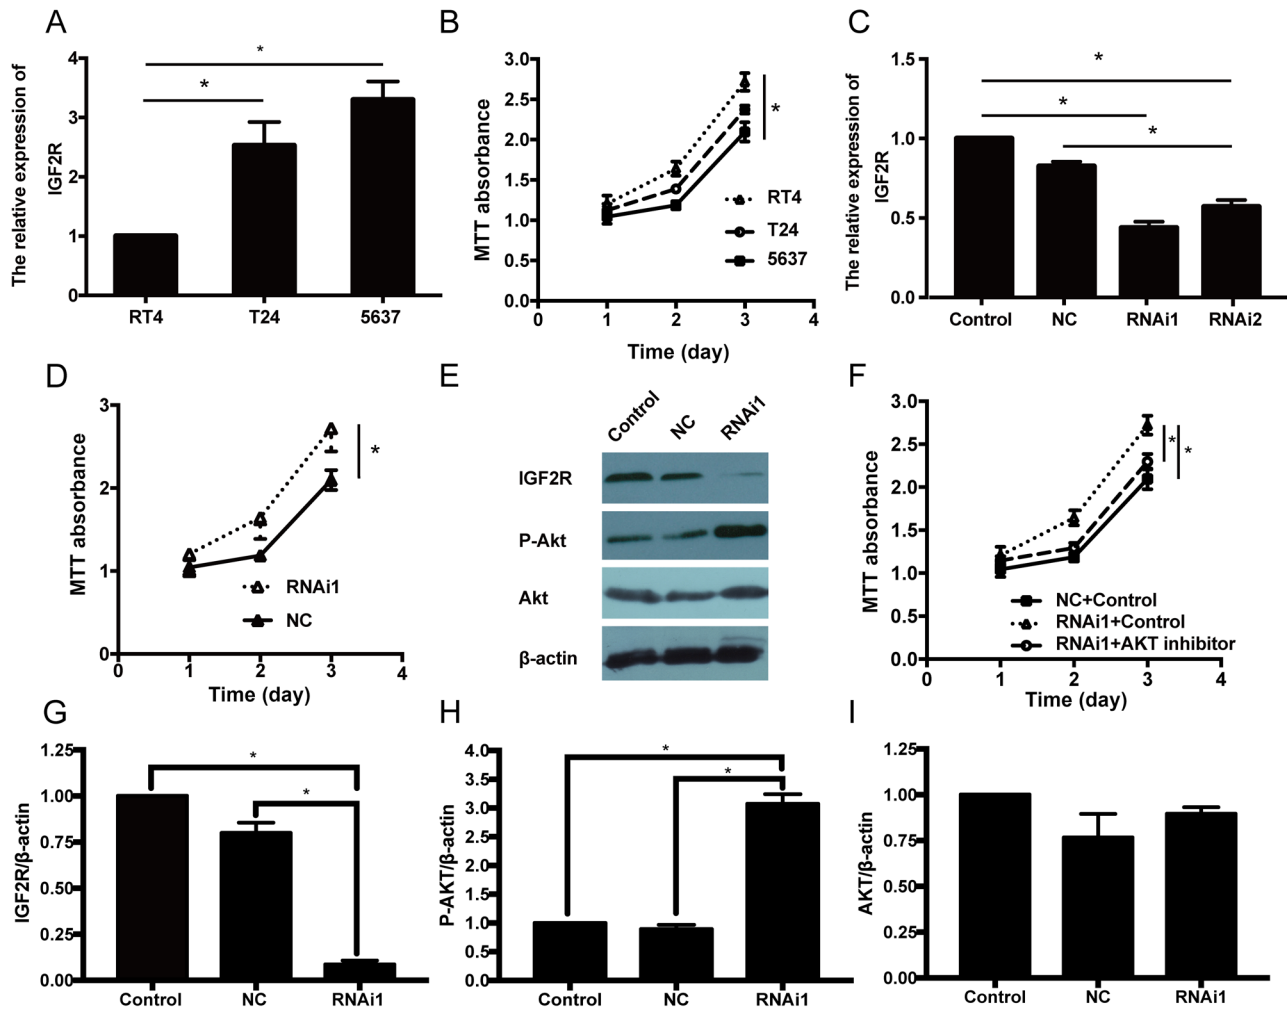 A
The relative expression of
IGF2R
4
3
2
1
0
*
*
RT4
T24
5637
B
MTT absorbance
3.0
2.5
2.0
1.5
1.0
0.5
0.0
*
RT4
T24
5637
0
1
2
3
4
Time (day)
C
The relative expression of
IGF2R
1.5
1.0
0.5
0.0
*
*
*
Control
NC
RNAi1
RNAi2
D
MTT absorbance
3
2
1
0
*
RNAi1
NC
0
1
2
3
4
Time (day)
E
Control
NC
RNAi1
IGF2R
P-Akt
Akt
β-actin
F
MTT absorbance
3.0
2.5
2.0
1.5
1.0
0.5
0.0
*
*
NC+Control
RNAi1+Control
RNAi1+AKT inhibitor
0
1
2
3
4
Time (day)
G
IGF2R/β-actin
1.25
1.00
0.75
0.50
0.25
0.00
*
*
Control
NC
RNAi1
H
P-AKT/β-actin
4.0
3.5
3.0
2.5
2.0
1.5
1.0
0.5
0.0
*
*
Control
NC
RNAi1
I
AKT/β-actin
1.25
1.00
0.75
0.50
0.25
0.00
Control
NC
RNAi1